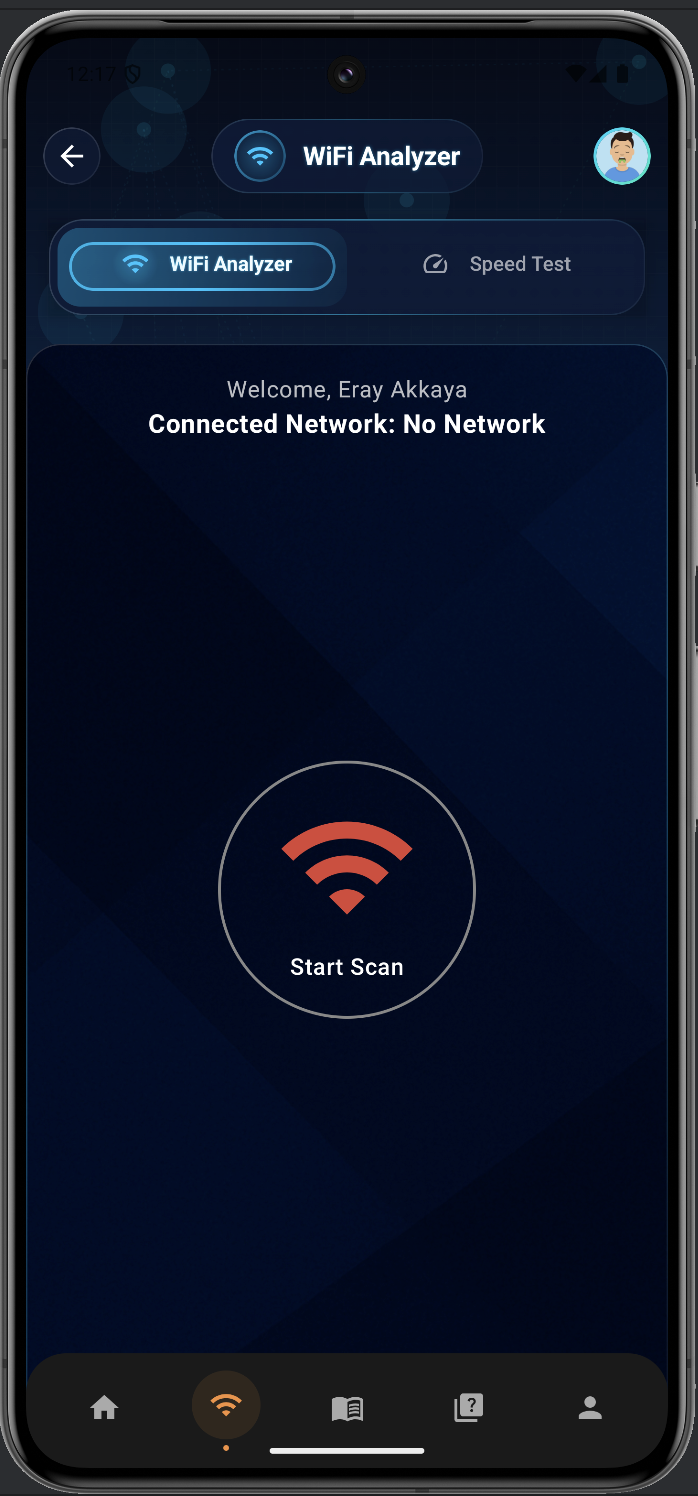 12:17
WiFi Analyzer
WiFi Analyzer
Speed Test
Welcome, Eray Akkaya
Connected Network: No Network
Start Scan
?